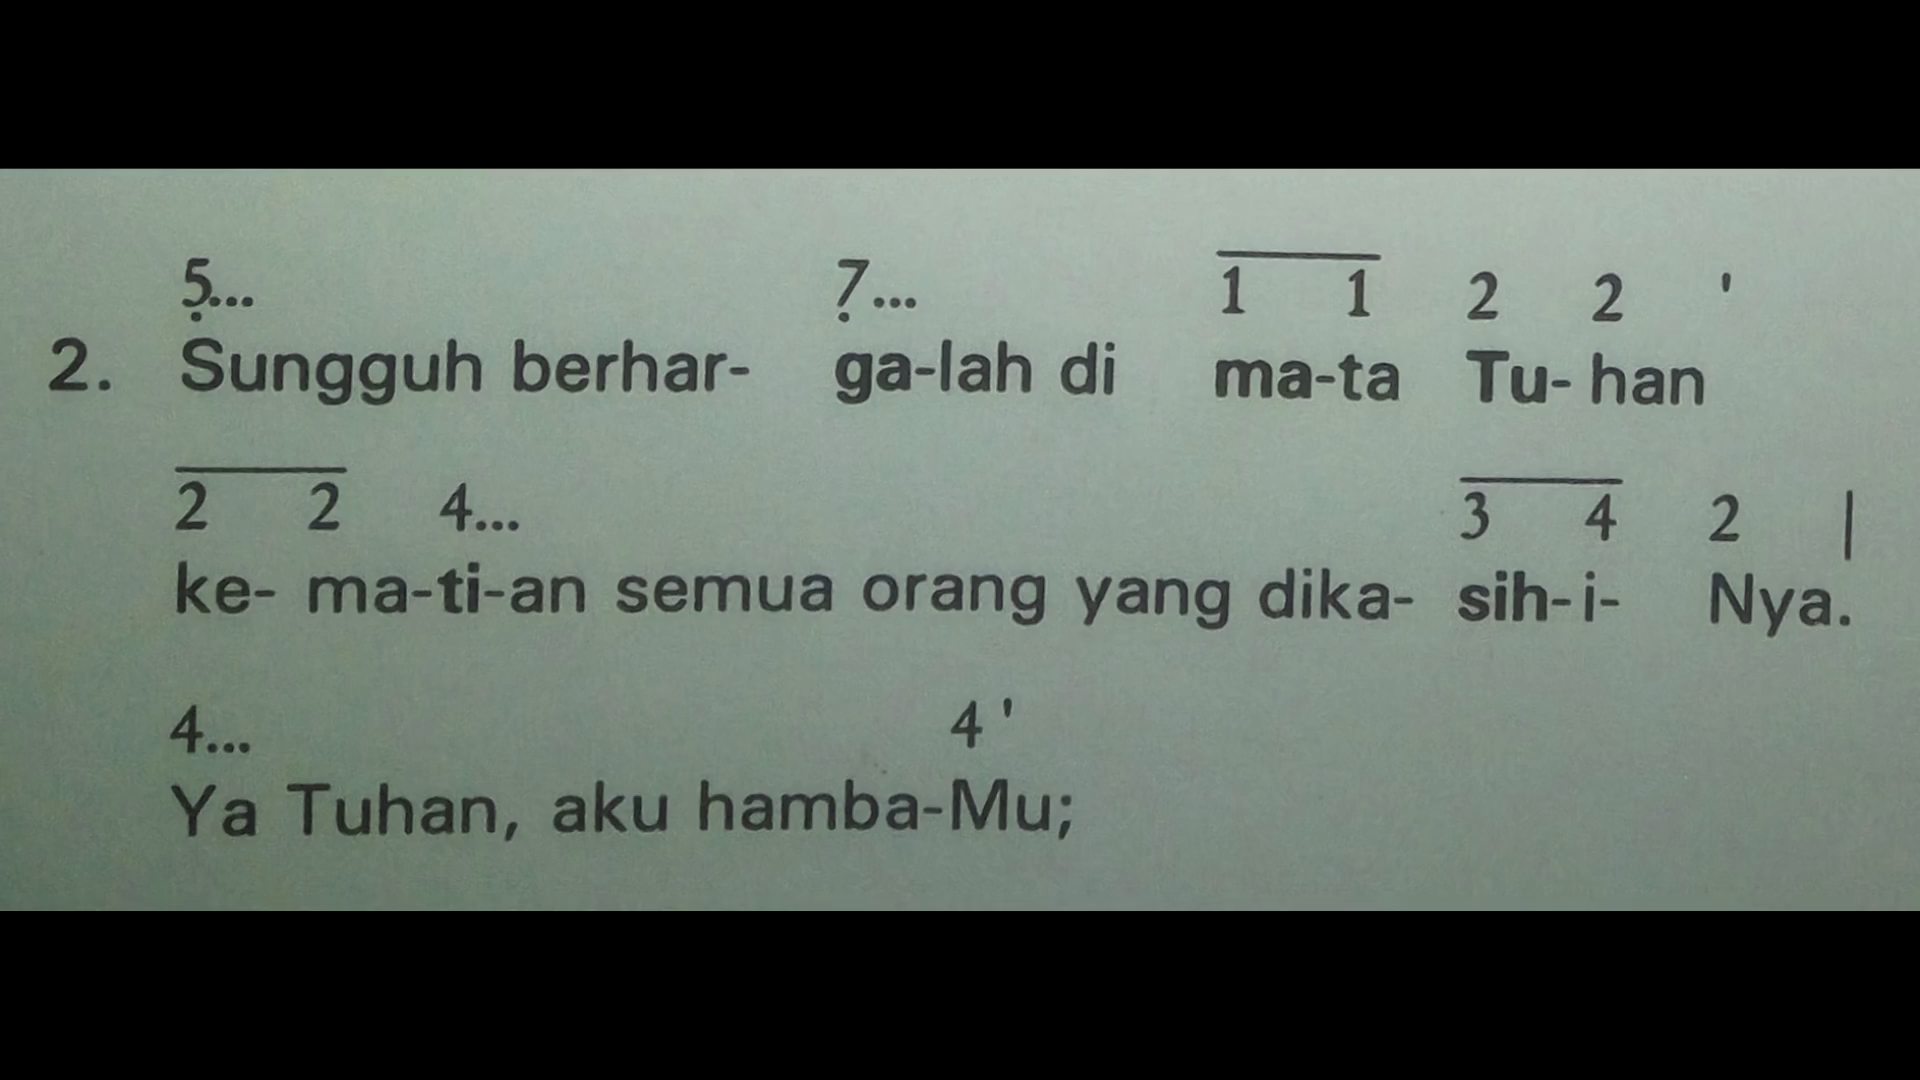 5̣... 7̣... 1 1 2 2 '
2. Sungguh berhar- ga-lah di ma-ta Tu- han
2 2 4... 3 4 2 |
ke- ma-ti-an semua orang yang dika- sih-i- Nya.
4... 4 '
Ya Tuhan, aku hamba-Mu;